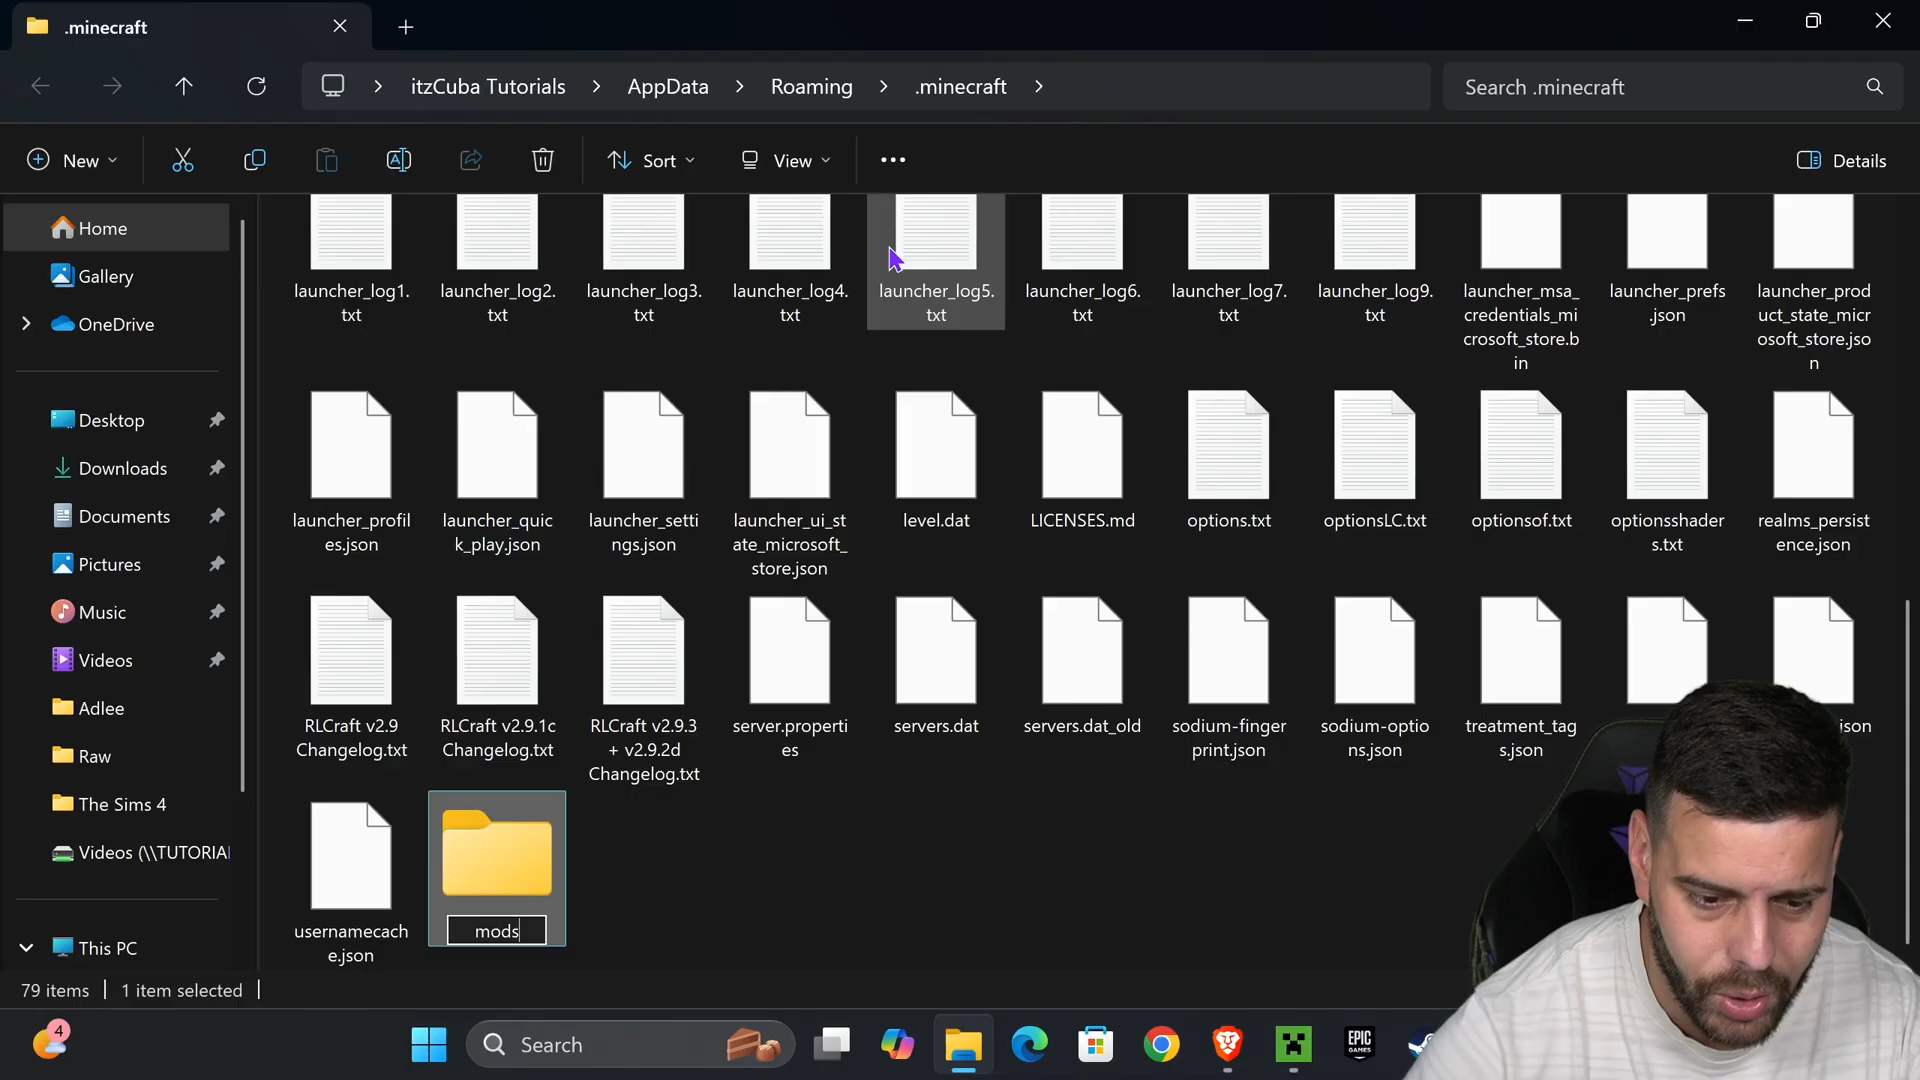 .minecraft
itzCuba Tutorials
AppData
Roaming
.minecraft
Search .minecraft
New
Sort
View
Details
Home
Gallery
OneDrive
Desktop
Downloads
Documents
Pictures
Music
Videos
Adlee
Raw
The Sims 4
Videos (\\TUTORIAL
This PC
launcher_log1.
txt
launcher_log2.
txt
launcher_log3.
txt
launcher_log4.
txt
launcher_log5.
txt
launcher_log6.
txt
launcher_log7.
txt
launcher_log9.
txt
launcher_msa_
credentials_mi
crosoft_store.b
in
launcher_prefs
.json
launcher_prod
uct_state_micr
osoft_store.jso
n
launcher_profil
es.json
launcher_quic
k_play.json
launcher_setti
ngs.json
launcher_ui_st
ate_microsoft_
store.json
level.dat
LICENSES.md
options.txt
optionsLC.txt
optionsof.txt
optionsshader
s.txt
realms_persist
ence.json
RLCraft v2.9
Changelog.txt
RLCraft v2.9.1c
Changelog.txt
RLCraft v2.9.3
+ v2.9.2d
Changelog.txt
server.properti
es
servers.dat
servers.dat_old
sodium-finger
print.json
sodium-optio
ns.json
treatment_tag
s.json
json
usernamecach
e.json
mods
79 items
1 item selected
4
Search
EPIC
GAMES